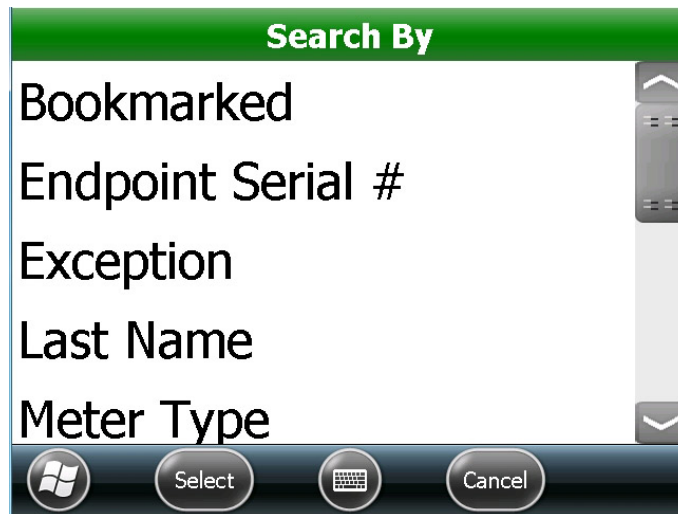 Search By
Bookmarked
Endpoint Serial #
Exception
Last Name
Meter Type
Select
Cancel